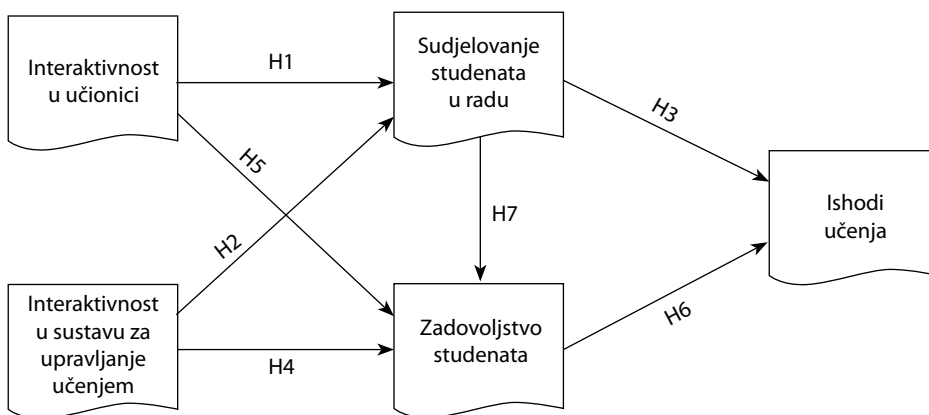 Interaktivnost
u učionici
H1
Sudjelovanje
studenata
u radu
H3
H5
H7
Ishodi
učenja
H2
Interaktivnost
u sustavu za
upravljanje
učenjem
H4
Zadovoljstvo
studenata
H6